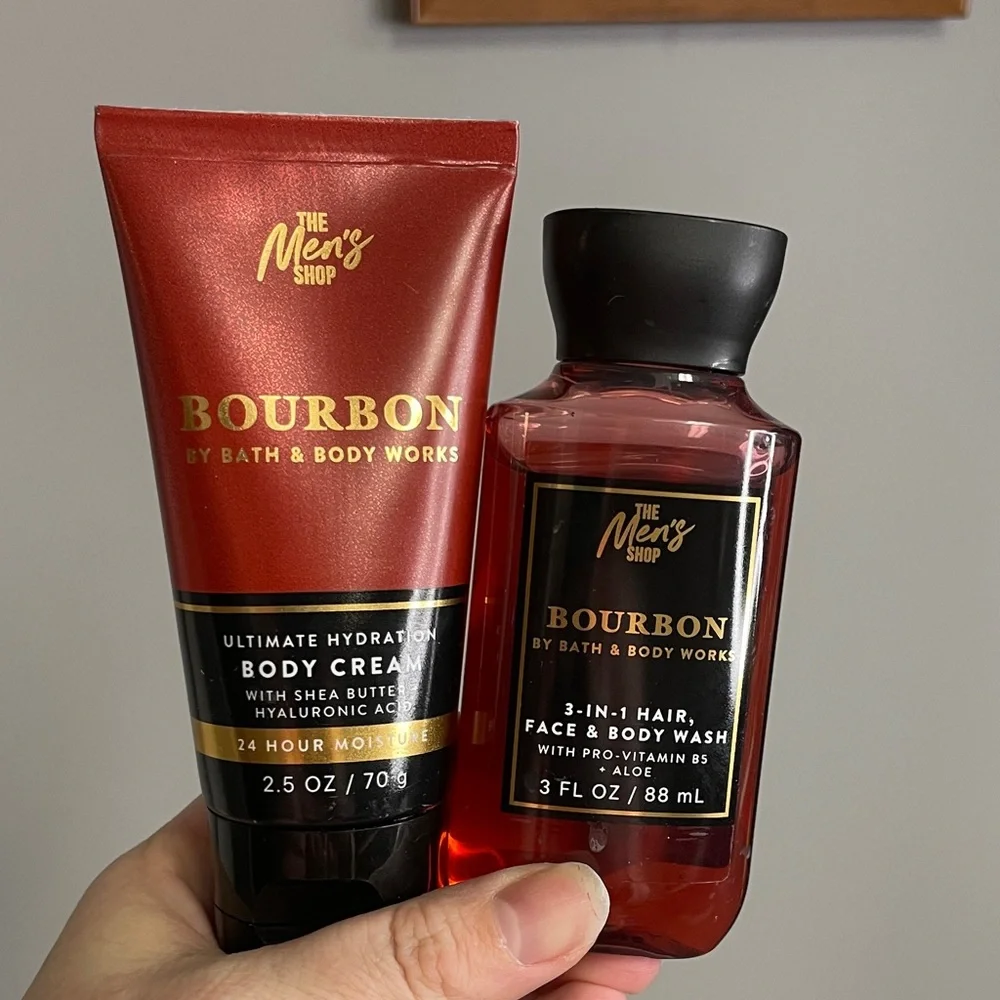 THE
Men's
SHOP
BOURBON
BY BATH & BODY WORKS
ULTIMATE HYDRATION
BODY CREAM
WITH SHEA BUTTER +
HYALURONIC ACID
24 HOUR MOISTURE
2.5 OZ / 70 g
THE
Men's
SHOP
BOURBON
BY BATH & BODY WORKS
3-IN-1 HAIR,
FACE & BODY WASH
WITH PRO-VITAMIN B5
+ ALOE
3 FL OZ / 88 mL